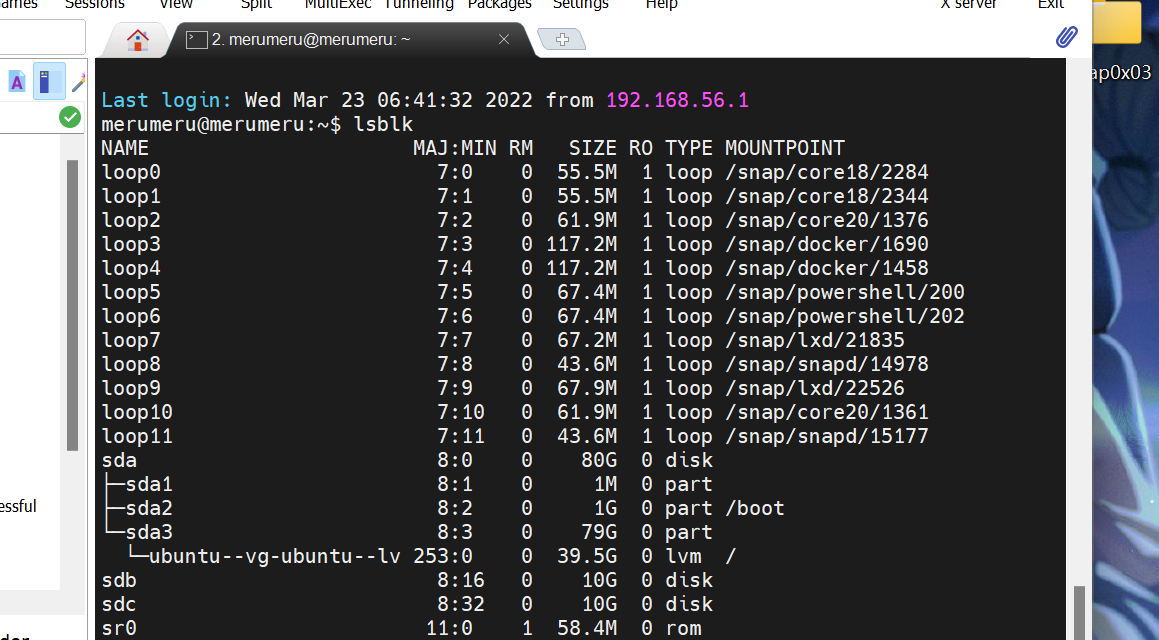 Sessions View Split MultiExec Tunneling Packages Settings Help X server Exit
2. merumeru@merumeru: ~
Last login: Wed Mar 23 06:41:32 2022 from 192.168.56.1
merumeru@merumeru:~$ lsblk
NAME MAJ:MIN RM SIZE RO TYPE MOUNTPOINT
loop0 7:0 0 55.5M 1 loop /snap/core18/2284
loop1 7:1 0 55.5M 1 loop /snap/core18/2344
loop2 7:2 0 61.9M 1 loop /snap/core20/1376
loop3 7:3 0 117.2M 1 loop /snap/docker/1690
loop4 7:4 0 117.2M 1 loop /snap/docker/1458
loop5 7:5 0 67.4M 1 loop /snap/powershell/200
loop6 7:6 0 67.4M 1 loop /snap/powershell/202
loop7 7:7 0 67.2M 1 loop /snap/lxd/21835
loop8 7:8 0 43.6M 1 loop /snap/snapd/14978
loop9 7:9 0 67.9M 1 loop /snap/lxd/22526
loop10 7:10 0 61.9M 1 loop /snap/core20/1361
loop11 7:11 0 43.6M 1 loop /snap/snapd/15177
sda 8:0 0 80G 0 disk
├─sda1 8:1 0 1M 0 part
├─sda2 8:2 0 1G 0 part /boot
└─sda3 8:3 0 79G 0 part
└─ubuntu--vg-ubuntu--lv 253:0 0 39.5G 0 lvm /
sdb 8:16 0 10G 0 disk
sdc 8:32 0 10G 0 disk
sr0 11:0 1 58.4M 0 rom
A
essful
ap0x03